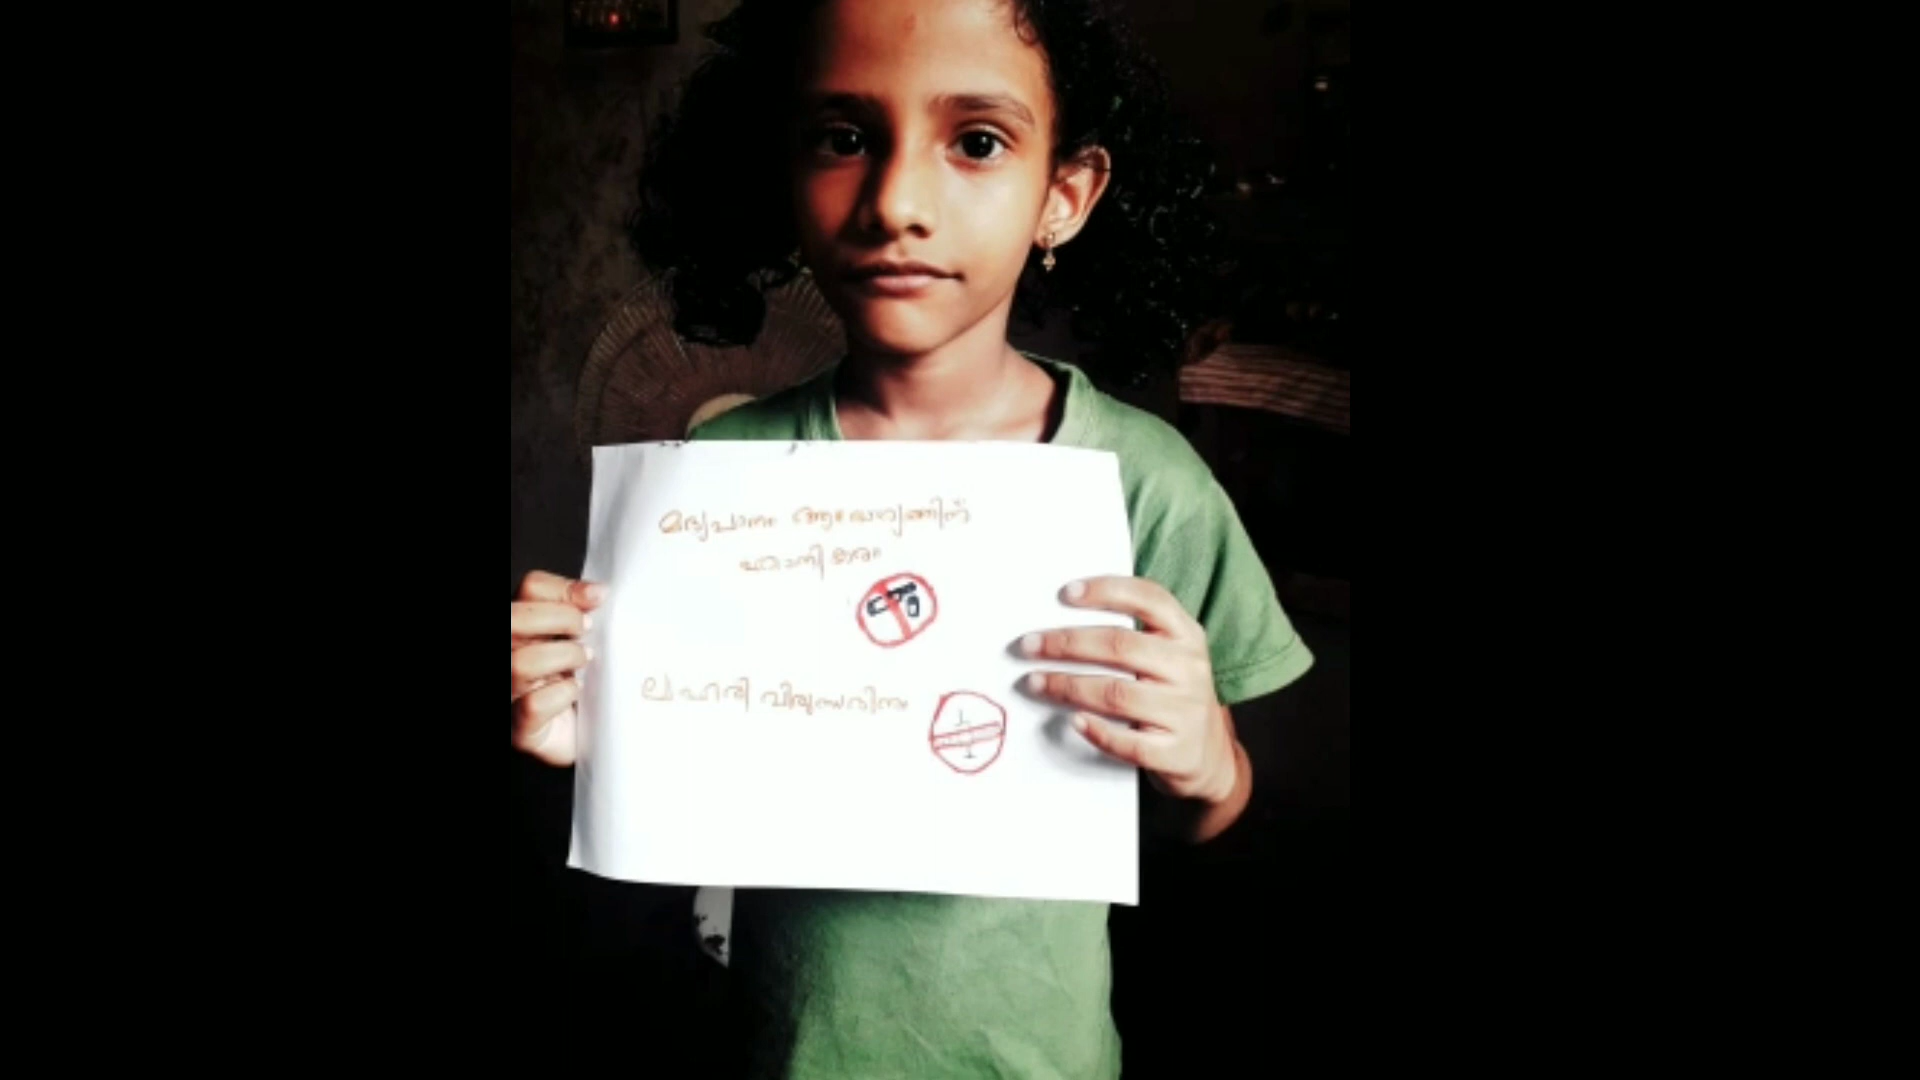 മദ്യപാനം ആരോഗ്യത്തിന്
ഹാനികരം
ലഹരി വിരുദ്ധദിനം